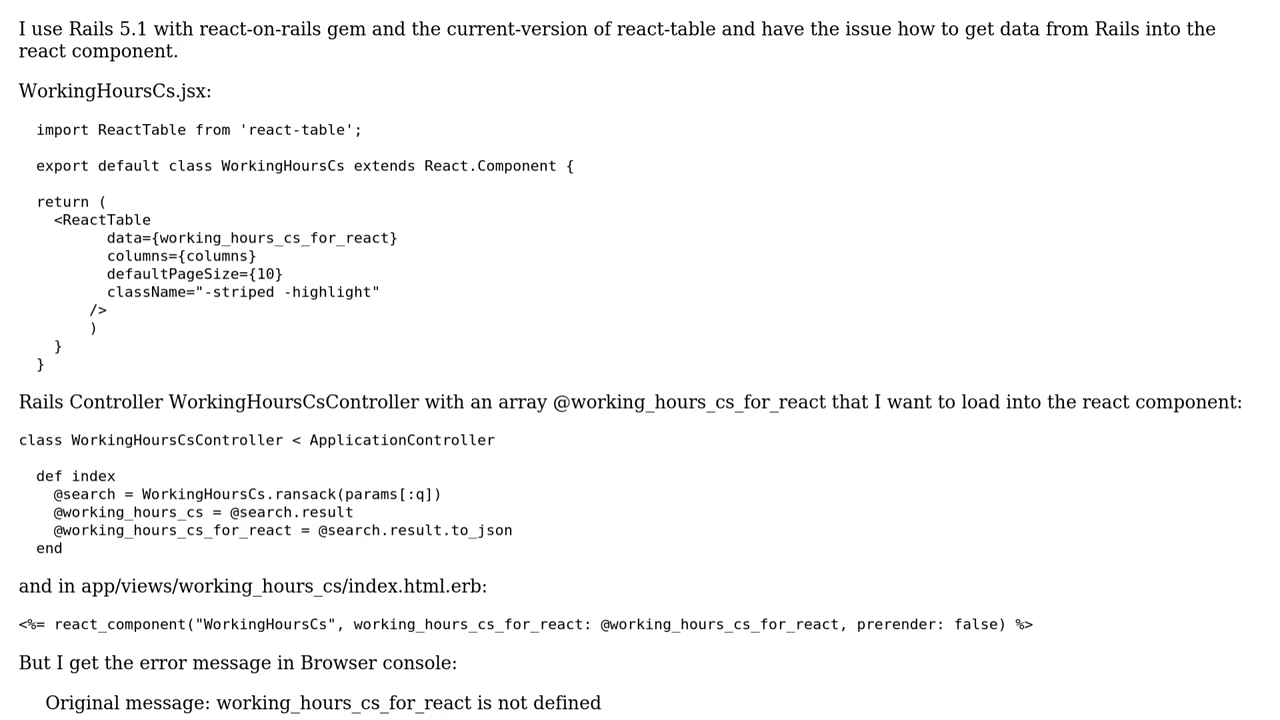 I use Rails 5.1 with react-on-rails gem and the current-version of react-table and have the issue how to get data from Rails into the
react component.
WorkingHoursCs.jsx:
import ReactTable from 'react-table';
export default class WorkingHoursCs extends React.Component {
return (
<ReactTable
data={working_hours_cs_for_react}
columns={columns}
defaultPageSize={10}
className="-striped -highlight"
/>
)
}
}
Rails Controller WorkingHoursCsController with an array @working_hours_cs_for_react that I want to load into the react component:
class WorkingHoursCsController < ApplicationController
def index
@search = WorkingHoursCs.ransack(params[:q])
@working_hours_cs = @search.result
@working_hours_cs_for_react = @search.result.to_json
end
and in app/views/working_hours_cs/index.html.erb:
<%= react_component("WorkingHoursCs", working_hours_cs_for_react: @working_hours_cs_for_react, prerender: false) %>
But I get the error message in Browser console:
Original message: working_hours_cs_for_react is not defined